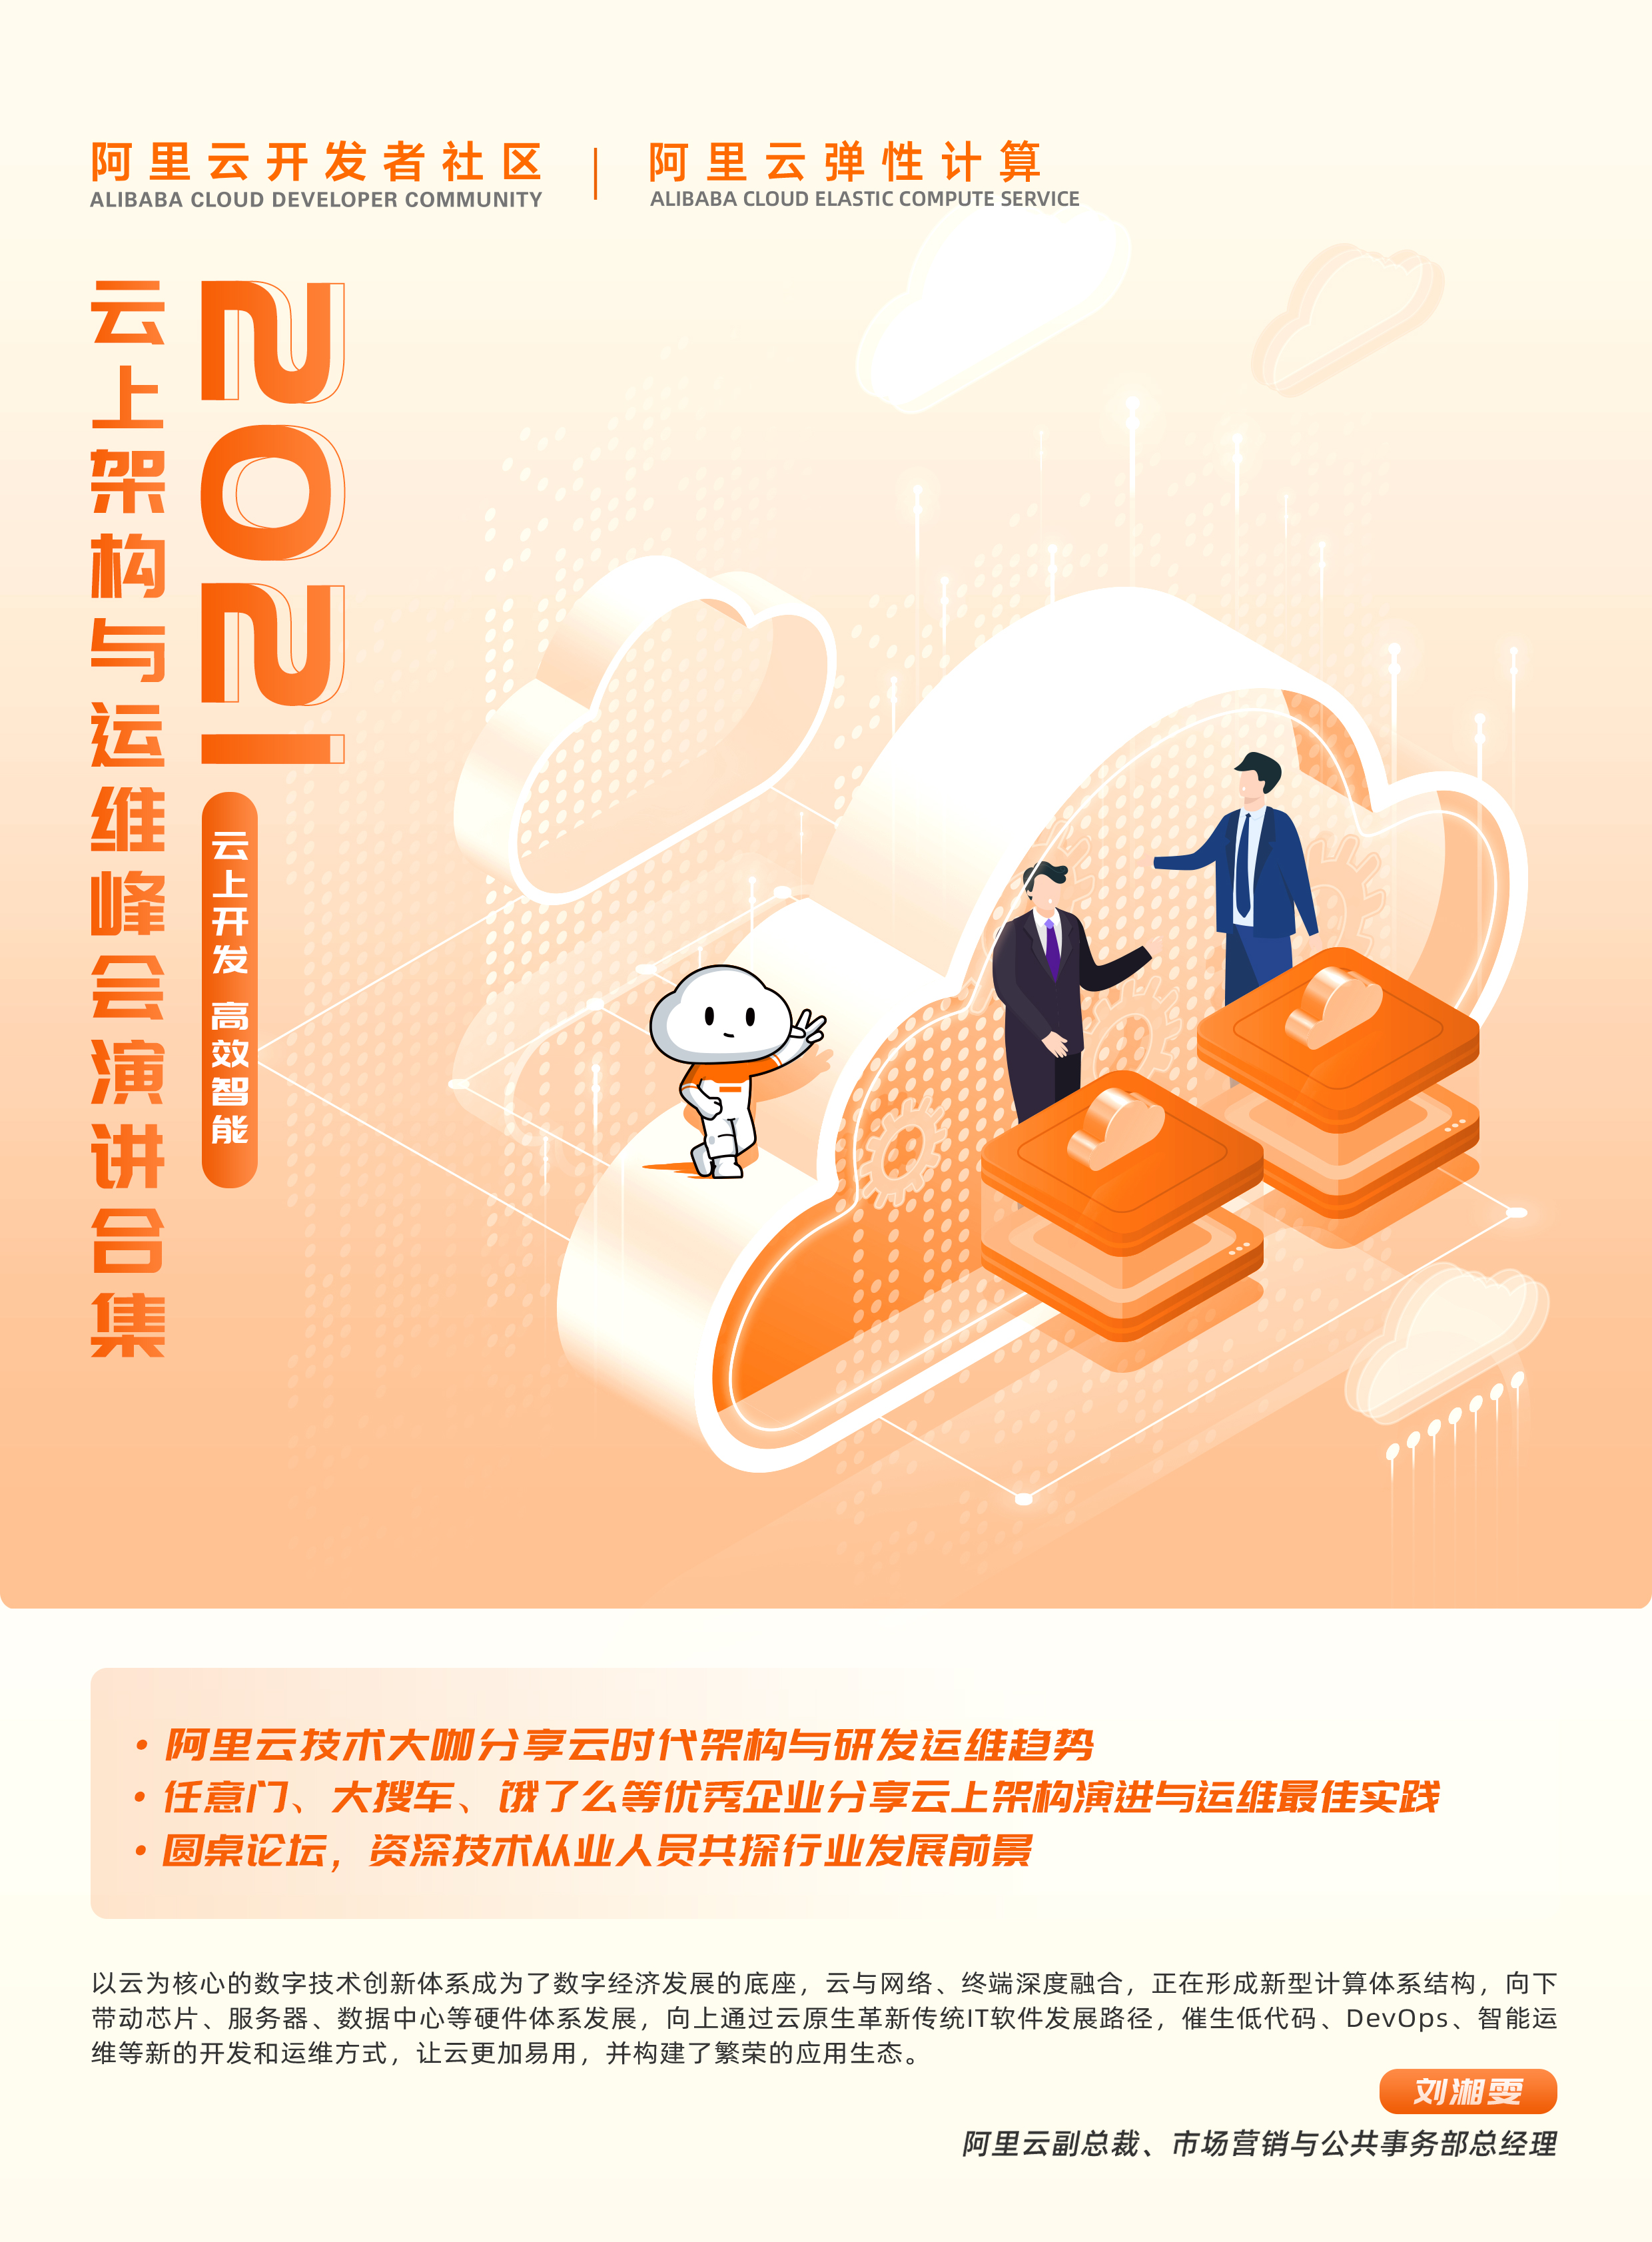 阿里云开发者社区
ALIBABA CLOUD DEVELOPER COMMUNITY
阿里云弹性计算
ALIBABA CLOUD ELASTIC COMPUTE SERVICE
2021
云上架构与运维峰会演讲合集
云上开发 高效智能
• 阿里云技术大咖分享云时代架构与研发运维趋势
• 任意门、大搜车、饿了么等优秀企业分享云上架构演进与运维最佳实践
• 圆桌论坛，资深技术从业人员共探行业发展前景
以云为核心的数字技术创新体系成为了数字经济发展的底座，云与网络、终端深度融合，正在形成新型计算体系结构，向下
带动芯片、服务器、数据中心等硬件体系发展，向上通过云原生革新传统IT软件发展路径，催生低代码、DevOps、智能运
维等新的开发和运维方式，让云更加易用，并构建了繁荣的应用生态。
刘湘雯
阿里云副总裁、市场营销与公共事务部总经理